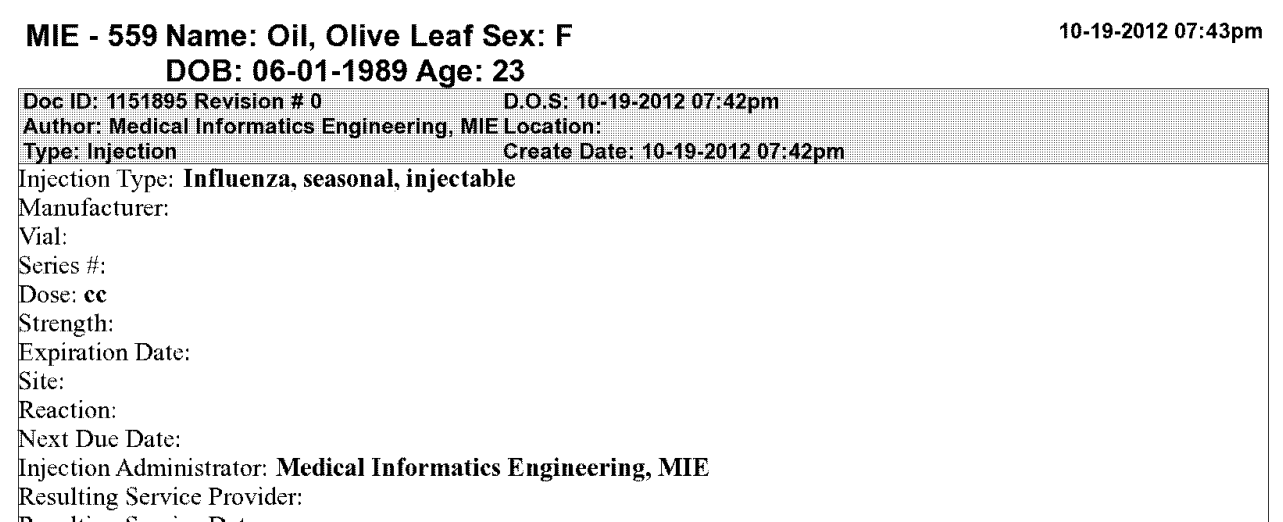 MIE - 559 Name: Oil, Olive Leaf Sex: F 10-19-2012 07:43pm
DOB: 06-01-1989 Age: 23
Doc ID: 1151895 Revision # 0 D.O.S: 10-19-2012 07:42pm
Author: Medical Informatics Engineering, MIE Location:
Type: Injection Create Date: 10-19-2012 07:42pm
Injection Type: Influenza, seasonal, injectable
Manufacturer:
Vial:
Series #:
Dose: cc
Strength:
Expiration Date:
Site:
Reaction:
Next Due Date:
Injection Administrator: Medical Informatics Engineering, MIE
Resulting Service Provider: